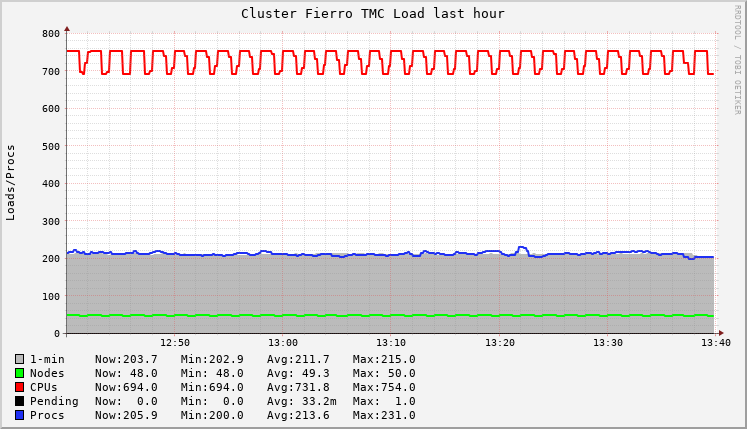 Cluster Fierro TMC Load last hour
RRDTOOL / TOBI OETIKER
Loads/Procs
800
700
600
500
400
300
200
100
0
12:50 13:00 13:10 13:20 13:30 13:40
1-min Now:203.7 Min:202.9 Avg:211.7 Max:215.0
Nodes Now: 48.0 Min: 48.0 Avg: 49.3 Max: 50.0
CPUs Now:694.0 Min:694.0 Avg:731.8 Max:754.0
Pending Now: 0.0 Min: 0.0 Avg: 33.2m Max: 1.0
Procs Now:205.9 Min:200.0 Avg:213.6 Max:231.0